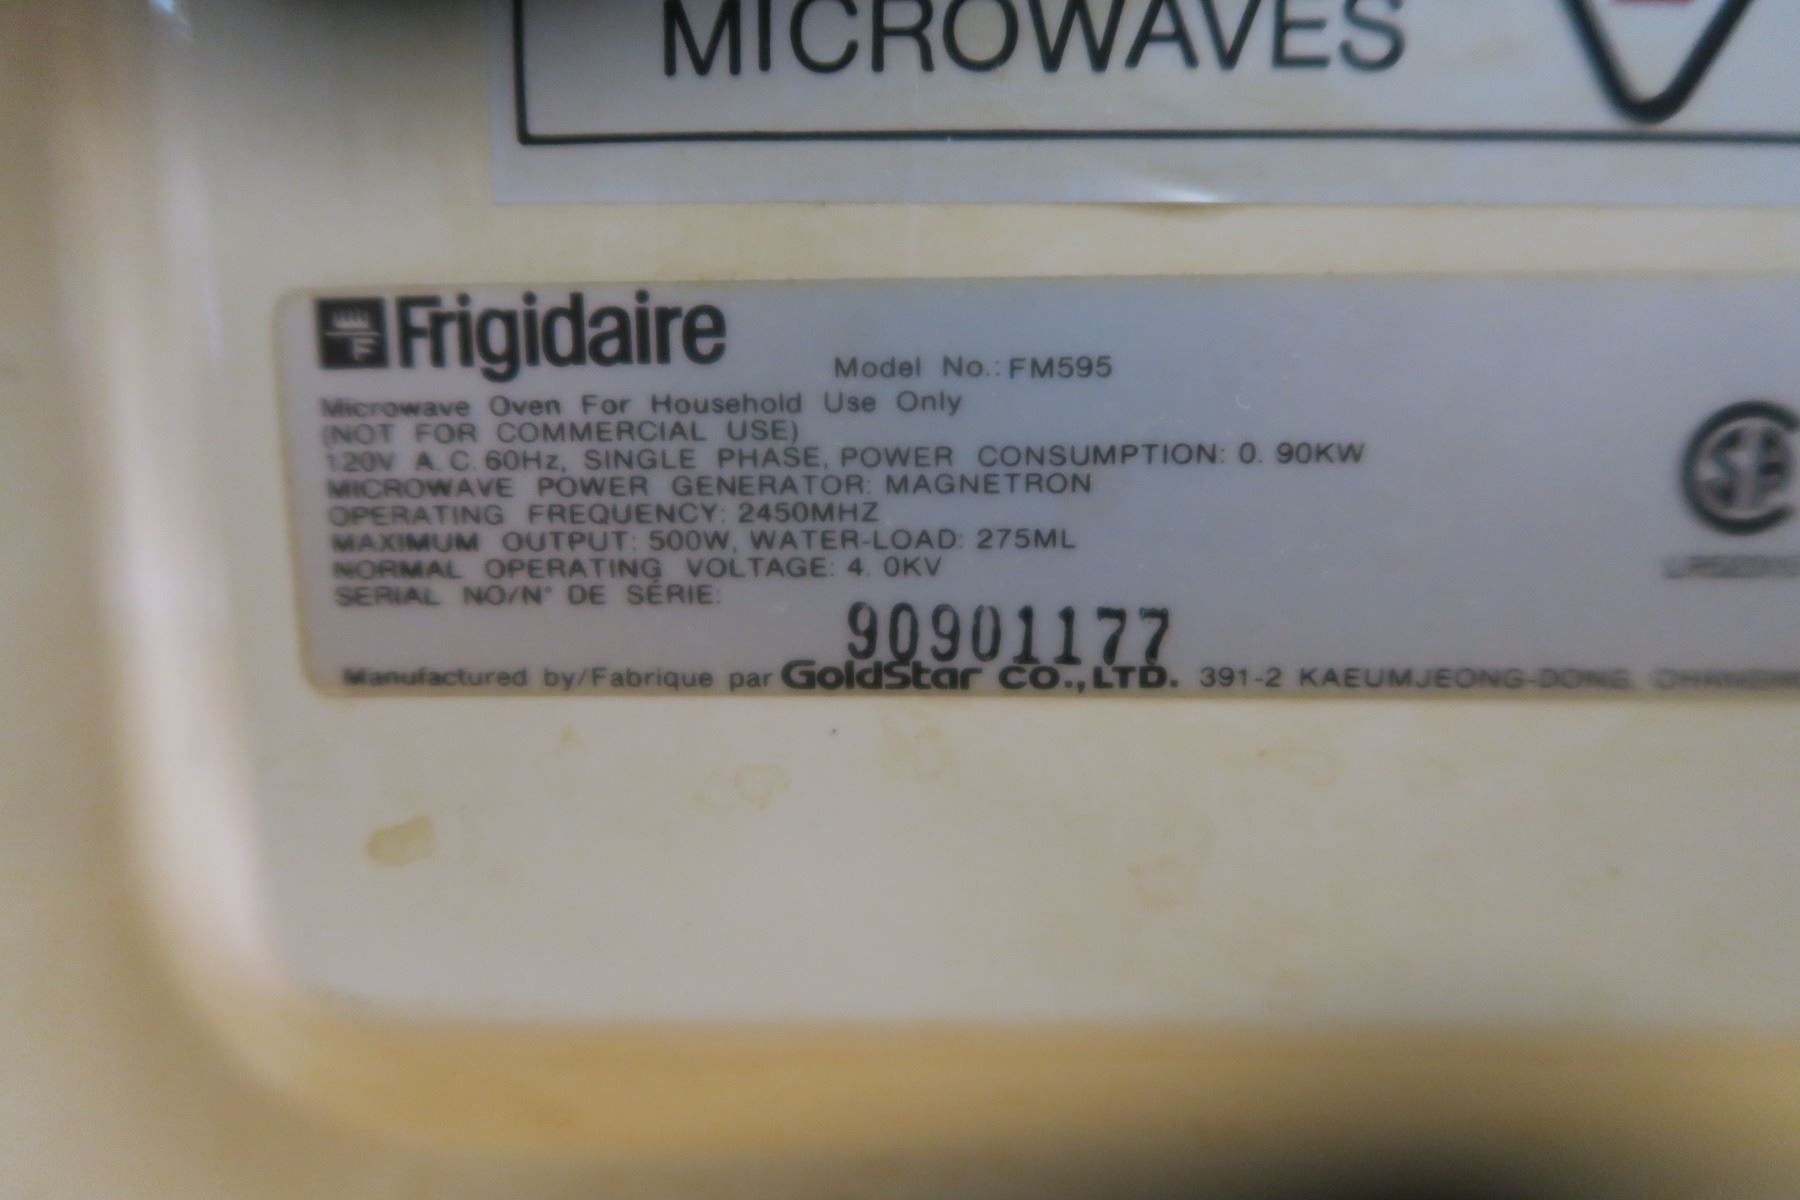 MICROWAVES
Frigidaire
Model No.: FM595
Microwave Oven For Household Use Only
(NOT FOR COMMERCIAL USE)
120V A.C. 60Hz, SINGLE PHASE, POWER CONSUMPTION: 0. 90KW
MICROWAVE POWER GENERATOR: MAGNETRON
OPERATING FREQUENCY: 2450MHZ
MAXIMUM OUTPUT: 500W, WATER-LOAD: 275ML
NORMAL OPERATING VOLTAGE: 4. 0KV
SERIAL NO/N° DE SÉRIE:
90901177
Manufactured by/Fabrique par GoldStar CO., LTD. 391-2 KAEUMJEONG-DONG,